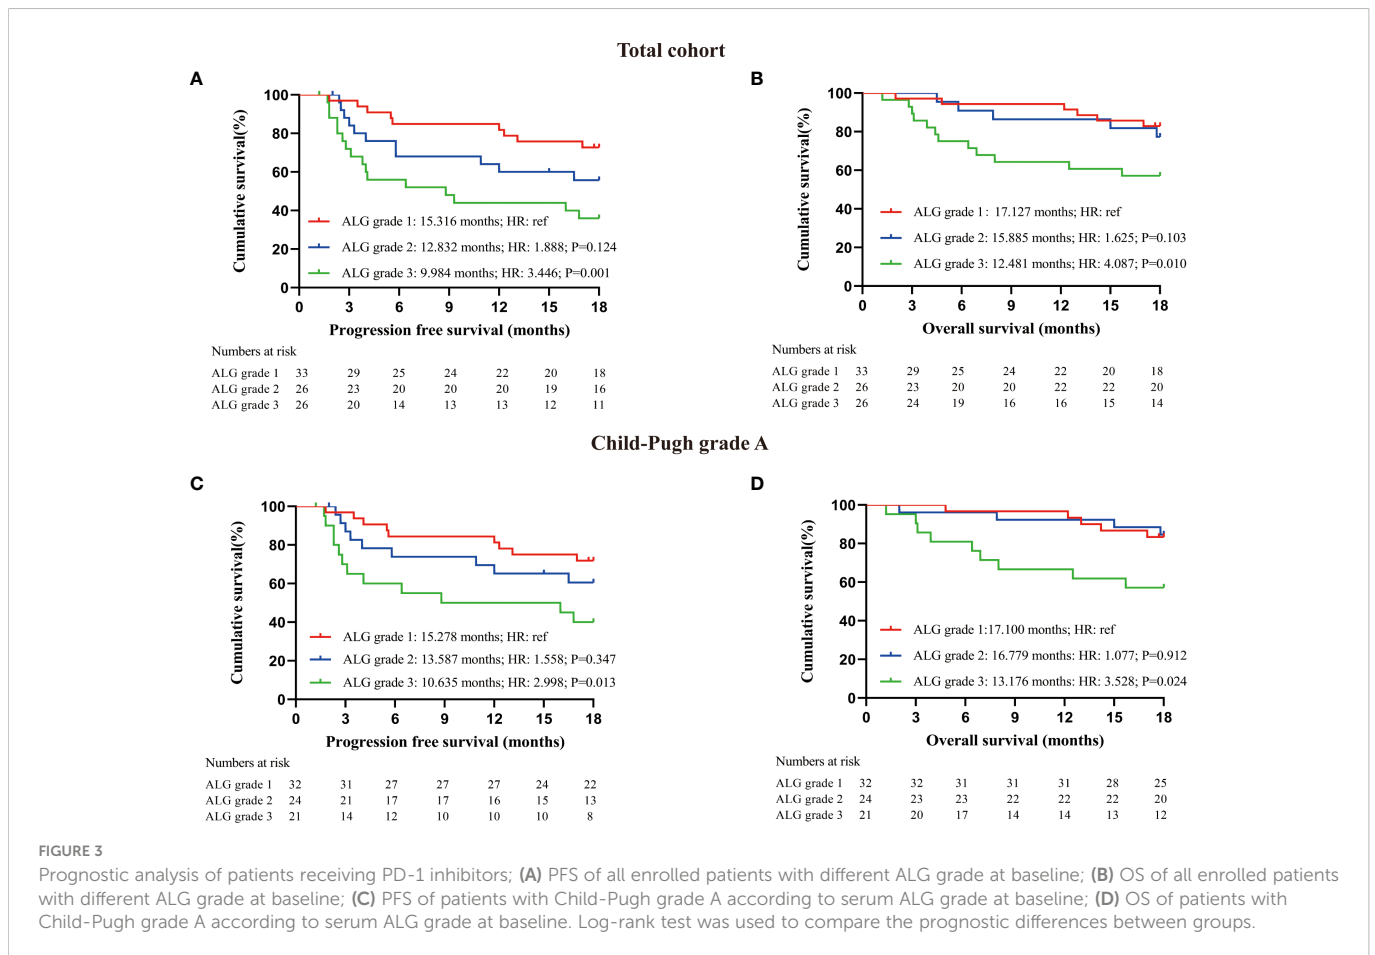 Total cohort
A
Cumulative survival(%)
100
80
60
40
20
0
ALG grade 1: 15.316 months; HR: ref
ALG grade 2: 12.832 months; HR: 1.888; P=0.124
ALG grade 3: 9.984 months; HR: 3.446; P=0.001
0 3 6 9 12 15 18
Progression free survival (months)
Numbers at risk
ALG grade 1 33 29 25 24 22 20 18
ALG grade 2 26 23 20 20 20 19 16
ALG grade 3 26 20 14 13 13 12 11
B
Cumulative survival(%)
100
80
60
40
20
0
ALG grade 1: 17.127 months; HR: ref
ALG grade 2: 15.885 months; HR: 1.625; P=0.103
ALG grade 3: 12.481 months; HR: 4.087; P=0.010
0 3 6 9 12 15 18
Overall survival (months)
Numbers at risk
ALG grade 1 33 29 25 24 22 20 18
ALG grade 2 26 23 20 20 22 22 20
ALG grade 3 26 24 19 16 16 15 14
Child-Pugh grade A
C
Cumulative survival(%)
100
80
60
40
20
0
ALG grade 1: 15.278 months; HR: ref
ALG grade 2: 13.587 months; HR: 1.558; P=0.347
ALG grade 3: 10.635 months; HR: 2.998; P=0.013
0 3 6 9 12 15 18
Progression free survival (months)
Numbers at risk
ALG grade 1 32 31 27 27 27 24 22
ALG grade 2 24 21 17 17 16 15 13
ALG grade 3 21 14 12 10 10 10 8
D
Cumulative survival(%)
100
80
60
40
20
0
ALG grade 1:17.100 months; HR: ref
ALG grade 2: 16.779 months: HR: 1.077; P=0.912
ALG grade 3: 13.176 months: HR: 3.528; P=0.024
0 3 6 9 12 15 18
Overall survival (months)
Numbers at risk
ALG grade 1 32 32 31 31 31 28 25
ALG grade 2 24 23 23 22 22 22 20
ALG grade 3 21 20 17 14 14 13 12
FIGURE 3
Prognostic analysis of patients receiving PD-1 inhibitors; (A) PFS of all enrolled patients with different ALG grade at baseline; (B) OS of all enrolled patients
with different ALG grade at baseline; (C) PFS of patients with Child-Pugh grade A according to serum ALG grade at baseline; (D) OS of patients with
Child-Pugh grade A according to serum ALG grade at baseline. Log-rank test was used to compare the prognostic differences between groups.